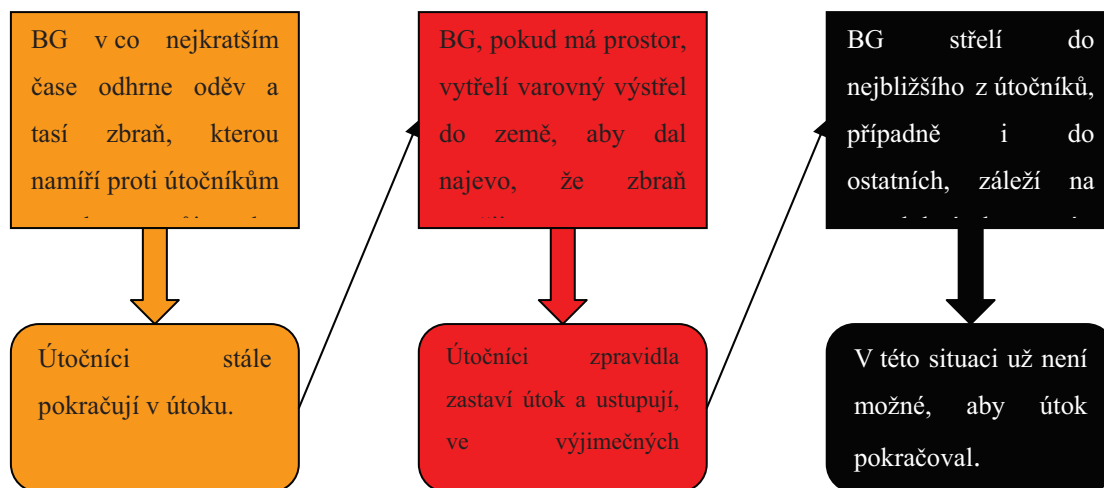 BG v co nejkratším
čase odhrne oděv a
tasí zbraň, kterou
namíří proti útočníkům
Útočníci stále
pokračují v útoku.
BG, pokud má prostor,
vytřelí varovný výstřel
do země, aby dal
najevo, že zbraň
Útočníci zpravidla
zastaví útok a ustupují,
ve výjimečných
BG střelí do
nejbližšího z útočníků,
případně i do
ostatních, záleží na
V této situaci už není
možné, aby útok
pokračoval.